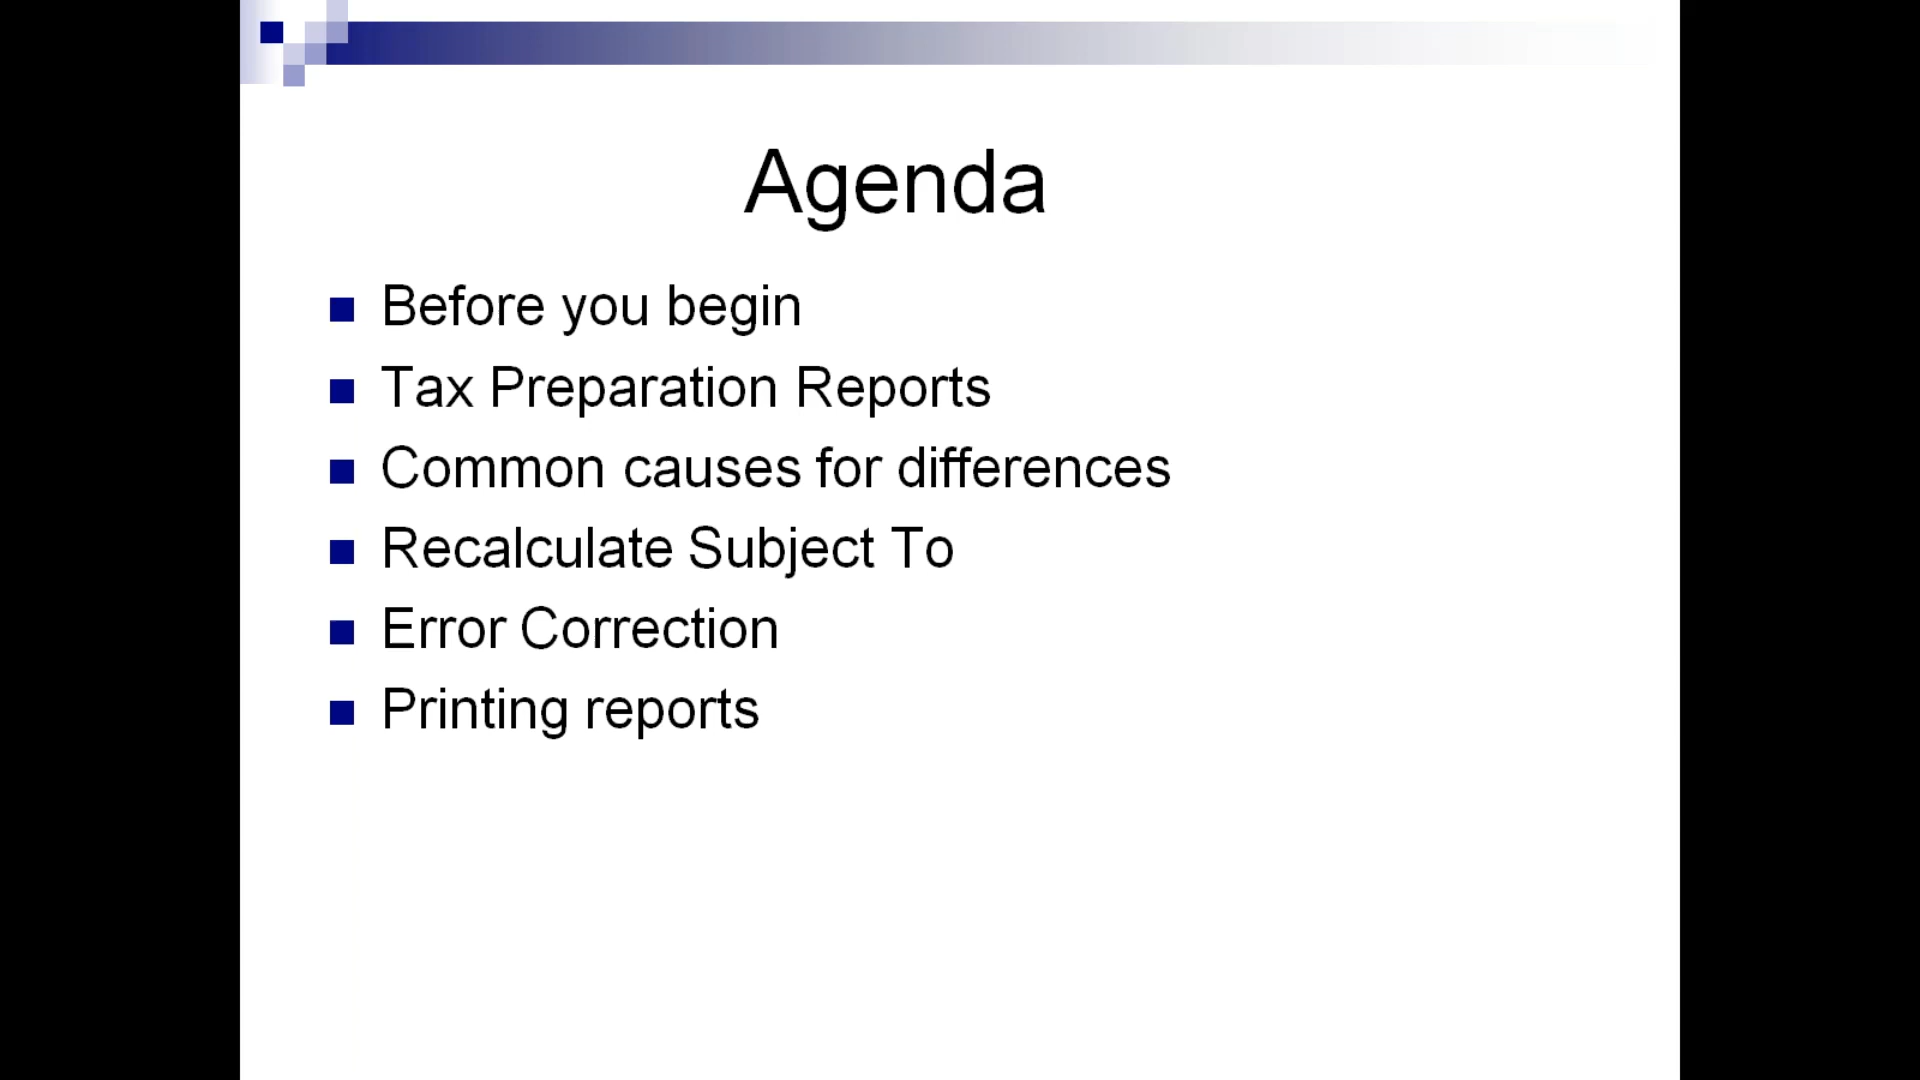 Agenda
Before you begin
Tax Preparation Reports
Common causes for differences
Recalculate Subject To
Error Correction
Printing reports